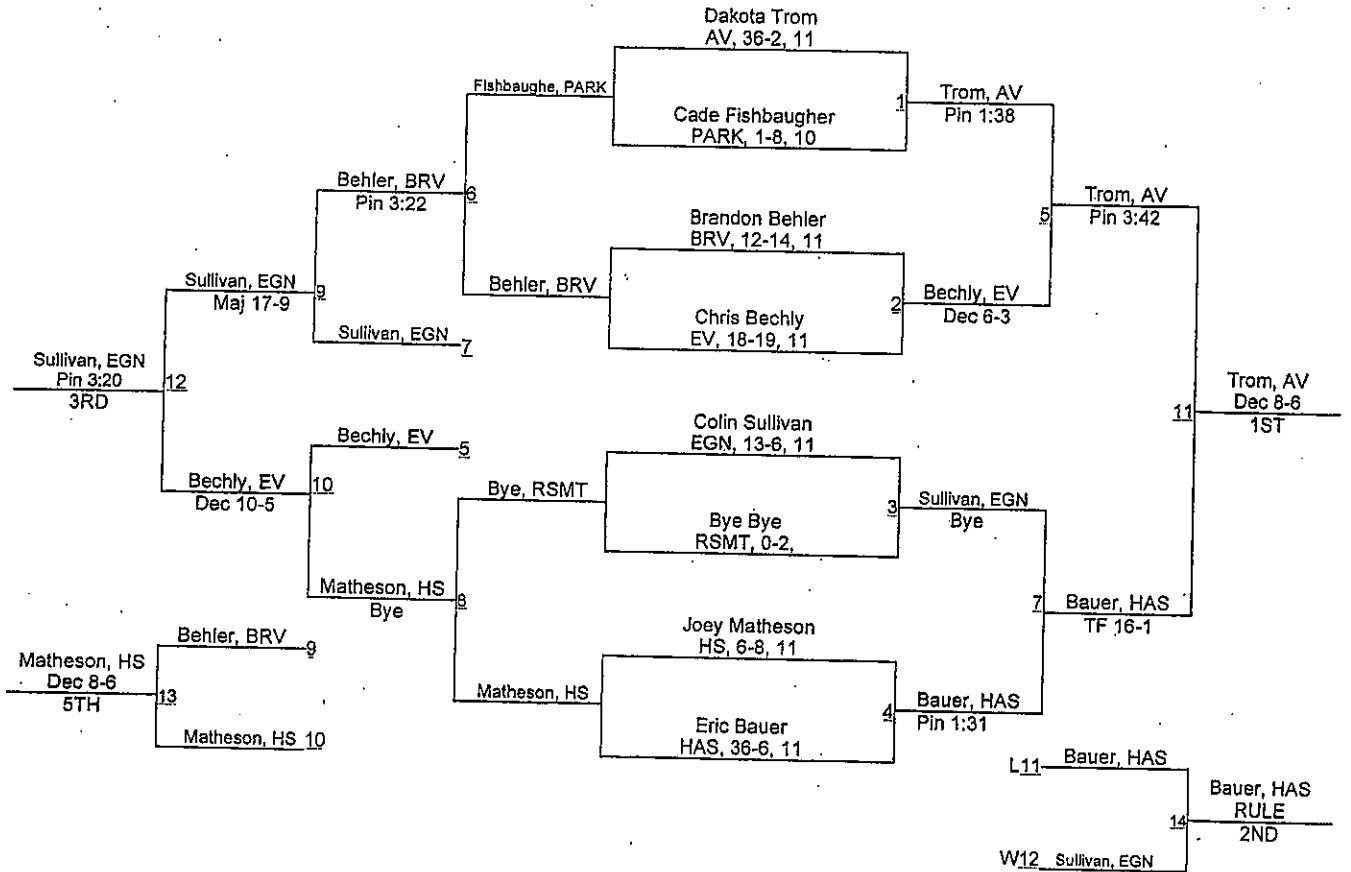 Dakota Trom
AV, 36-2, 11
Fishbaughe, PARK
1
Trom, AV
Pin 1:38
Cade Fishbaugher
PARK, 1-8, 10
Behler, BRV
Pin 3:22
6
Trom, AV
Pin 3:42
5
Brandon Behler
BRV, 12-14, 11
Sullivan, EGN
Maj 17-9
9
Behler, BRV
2
Bechly, EV
Dec 6-3
Chris Bechly
EV, 18-19, 11
Sullivan, EGN
7
Sullivan, EGN
Pin 3:20
3RD
12
Trom, AV
Dec 8-6
1ST
11
Colin Sullivan
EGN, 13-6, 11
Bechly, EV
5
Bechly, EV
Dec 10-5
10
Bye, RSMT
3
Sullivan, EGN
Bye
Bye Bye
RSMT, 0-2,
Matheson, HS
Bye
8
7
Bauer, HAS
TF 16-1
Joey Matheson
HS, 6-8, 11
Behler, BRV
9
Matheson, HS
Dec 8-6
5TH
13
Matheson, HS
4
Bauer, HAS
Pin 1:31
Eric Bauer
HAS, 36-6, 11
Matheson, HS 10
L11
Bauer, HAS
Bauer, HAS
RULE
2ND
14
W12
Sullivan, EGN